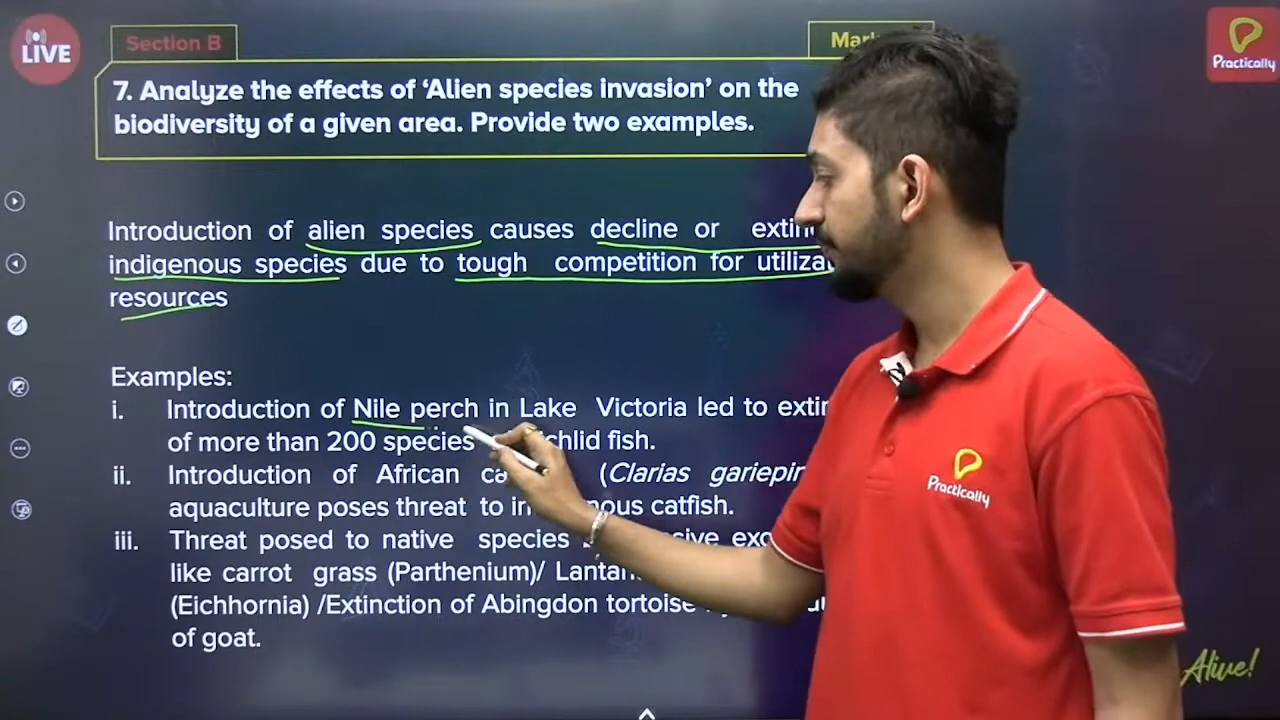 LIVE
Section B
Practically
7. Analyze the effects of ‘Alien species invasion’ on the
biodiversity of a given area. Provide two examples.
Introduction of alien species causes decline or
indigenous species due to tough competition for
resources
Examples:
i. Introduction of Nile perch in Lake Victoria led to
of more than 200 species fish.
ii. Introduction of African (Clarias
aquaculture poses threat to catfish.
iii. Threat posed to native species
like carrot grass (Parthenium)/
(Eichhornia) /Extinction of Abingdon tortoise
of goat.
Practically
Alive!